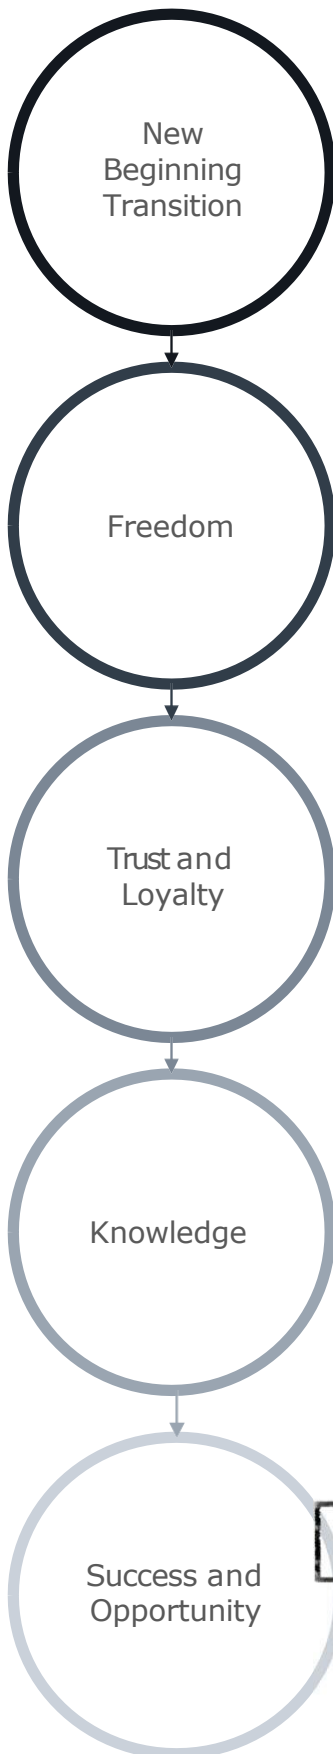 New
Beginning
Transition
Freedom
Trust and
Loyalty
Knowledge
Success and
Opportunity